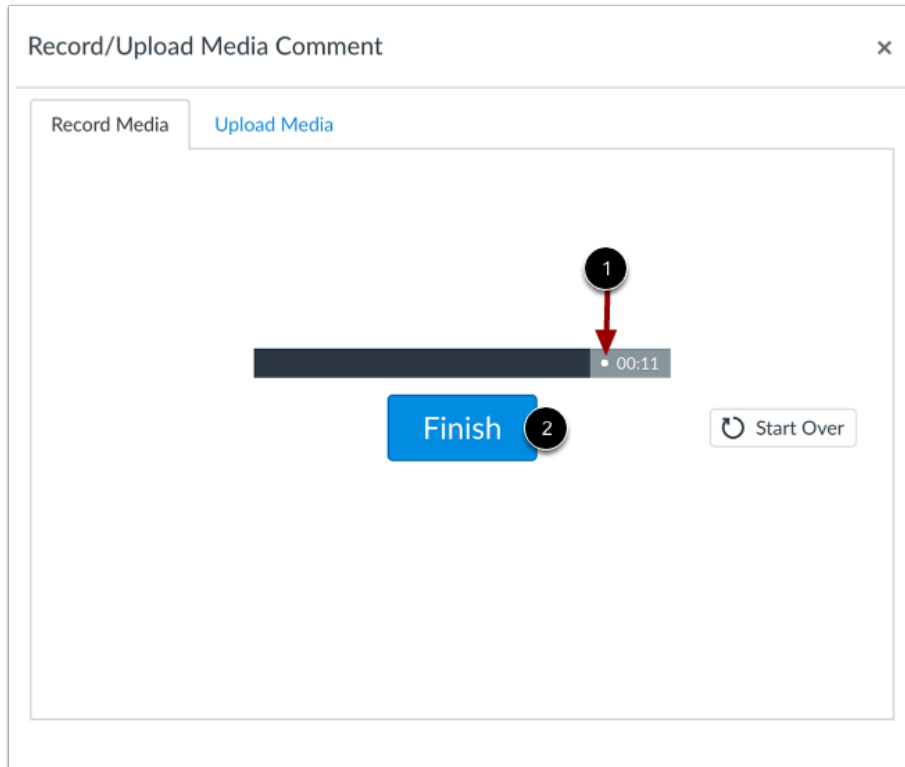 Record/Upload Media Comment ×
Record Media Upload Media
1
00:11
Finish 2 Start Over